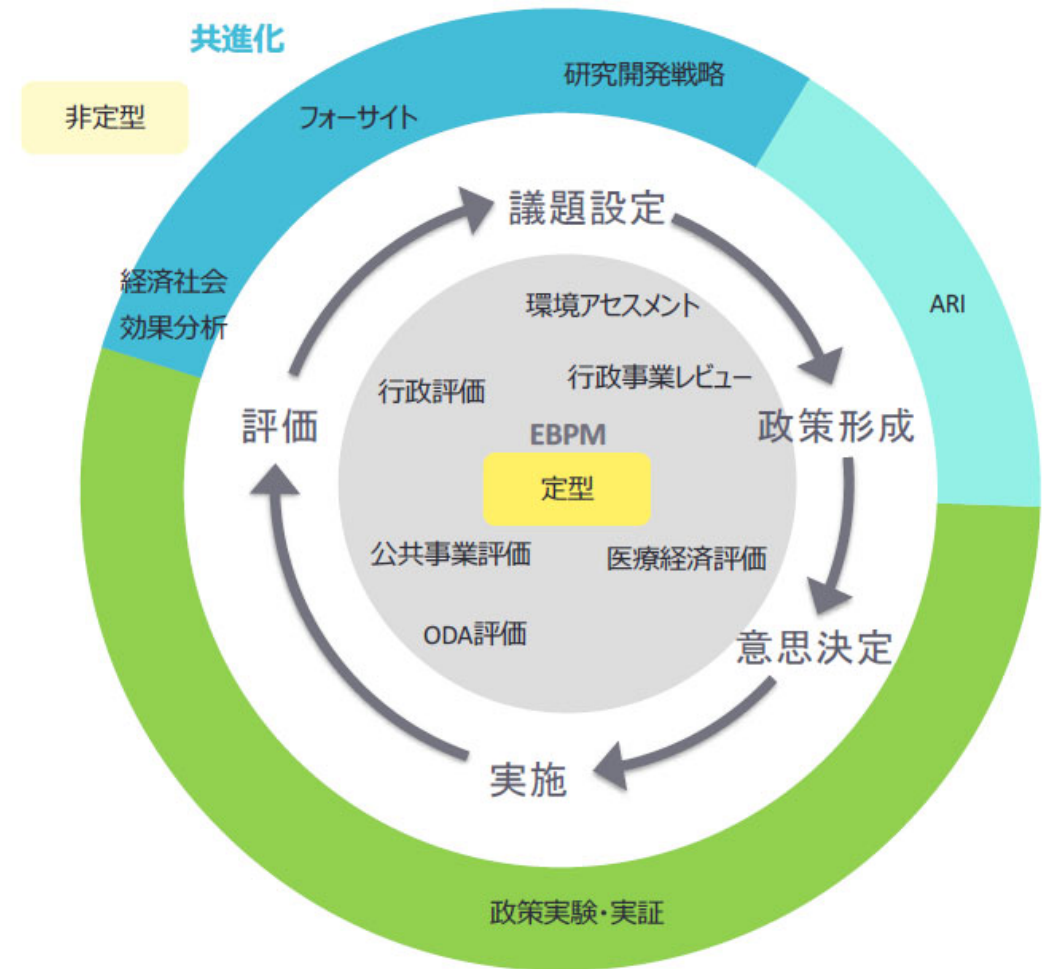 共進化
非定型
研究開発戦略
フォーサイト
経済社会
効果分析
ARI
議題設定
環境アセスメント
行政事業レビュー
行政評価
評価
政策形成
EBPM
定型
公共事業評価
医療経済評価
ODA評価
意思決定
実施
政策実験・実証